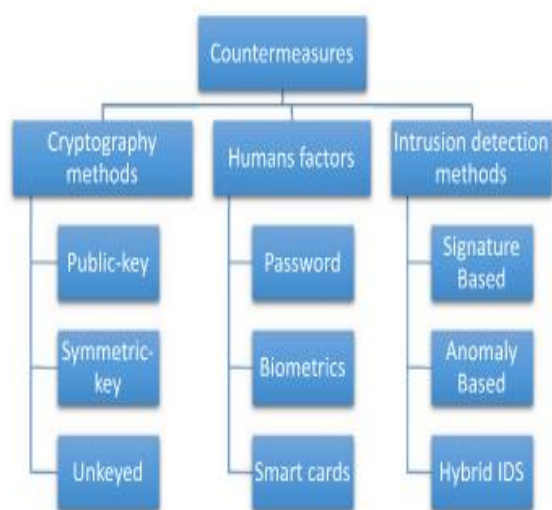 Countermeasures
Cryptography
methods
Humans factors
Intrusion detection
methods
Public-key
Password
Signature
Based
Symmetric-
key
Biometrics
Anomaly
Based
Unkeyed
Smart cards
Hybrid IDS